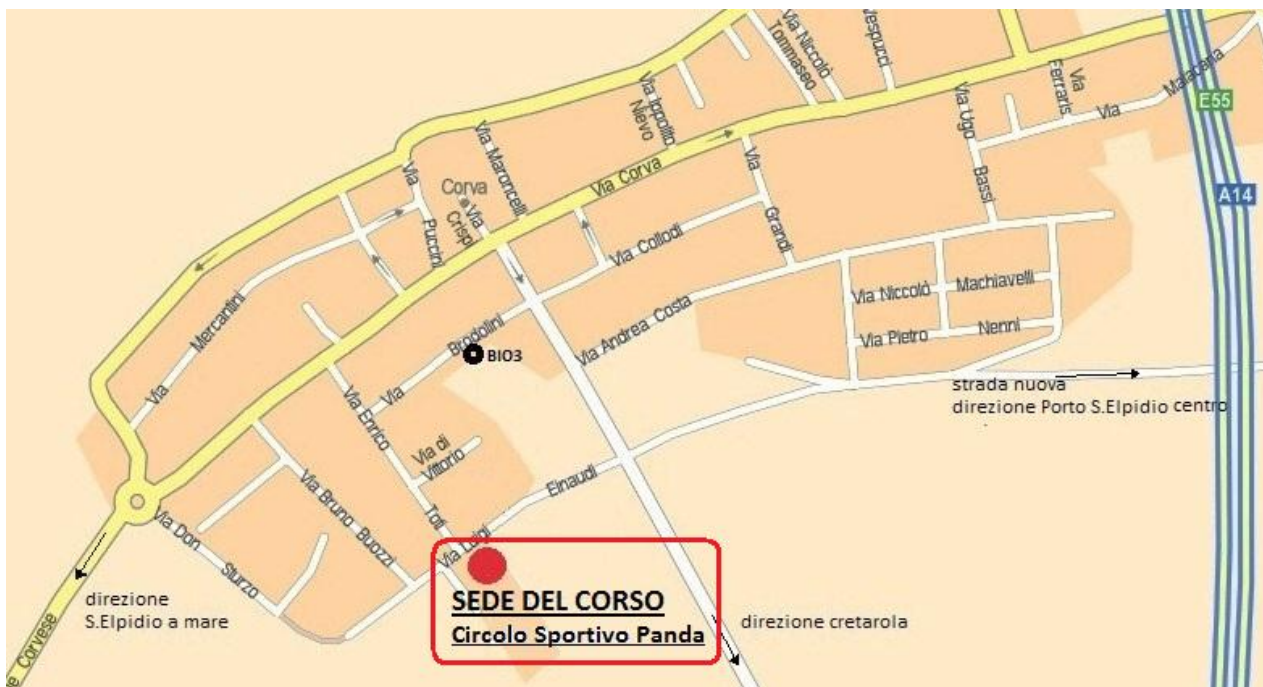 Via Niccolò
Tommaseo
Vespucci
Via Ippolito
Nievo
Via Ugo
Bassi
Via
Ferraris
Via
Malacana
E55
A14
Via Maroncelli
Via
Puccini
Corva
Via
Crispi
Via Corva
Via
Grandi
Via Collodi
Via
Mercantini
Via
Brodolini
BIO3
Via Andrea Costa
Via Niccolò
Machiavelli
Via Pietro
Nenni
strada nuova
direzione Porto S.Elpidio centro
Via Enrico
Toti
Via di
Vittorio
Via Luigi
Einaudi
Via Bruno Buozzi
Via Don
Sturzo
SEDE DEL CORSO
Circolo Sportivo Panda
direzione
S.Elpidio a mare
direzione cretarola
e Corvese